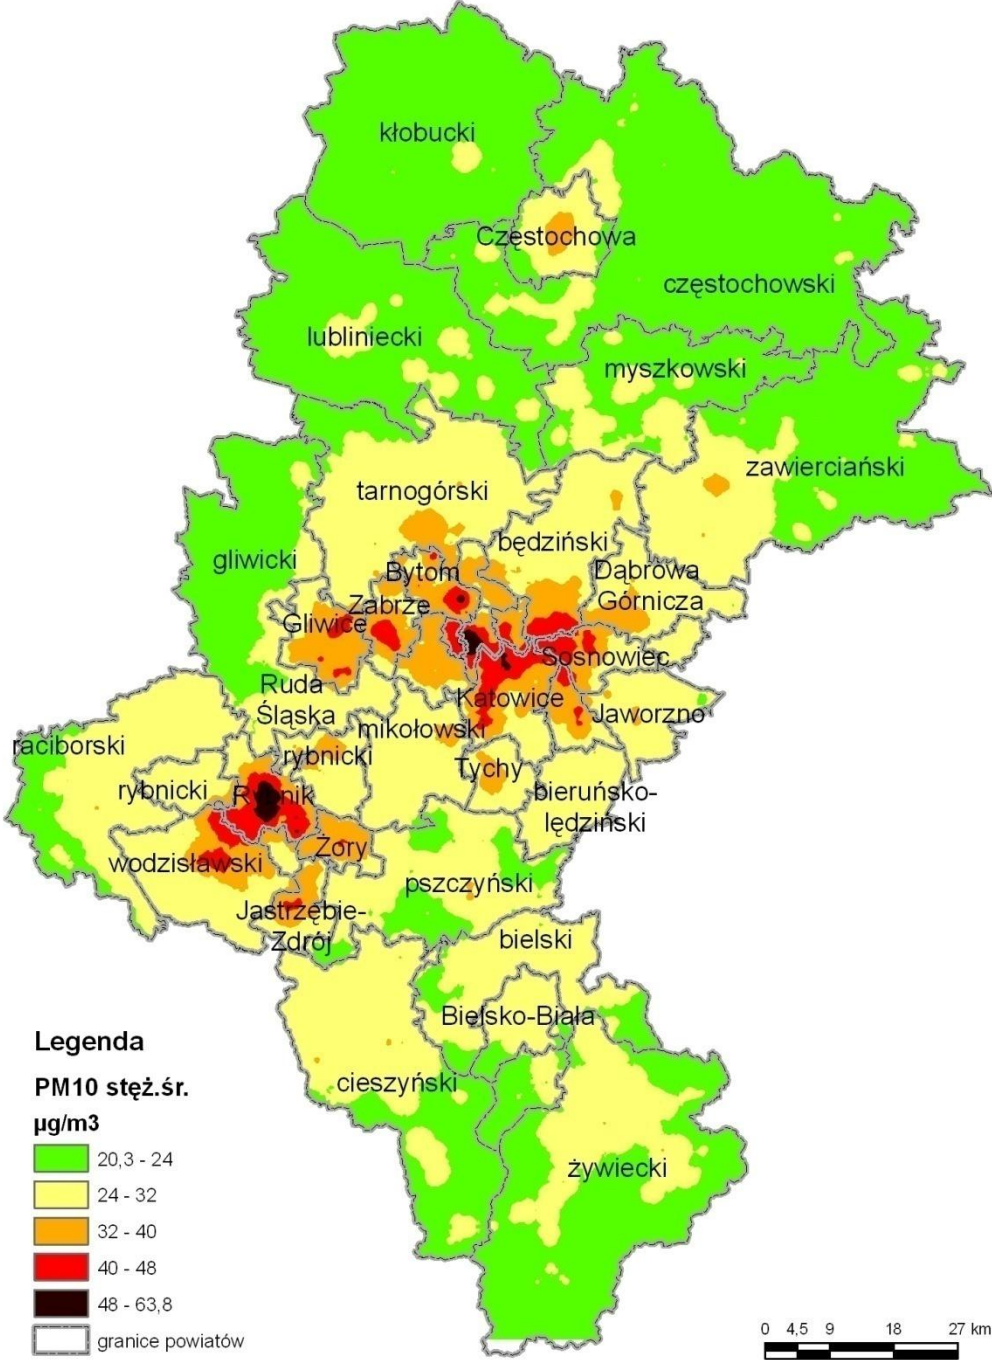 kłobucki
Częstochowa
częstochowski
lubliniecki
myszkowski
zawierciański
tarnogórski
będziński
gliwicki
Bytom
Dąbrowa
Górnicza
Zabrze
Gliwice
Sosnowiec
Ruda
Śląska
Katowice
Jaworzno
mikołowski
raciborski
rybnicki
Tychy
rybnicki
Rybnik
bieruńsko-
lędziński
Żory
wodzisławski
pszczyński
Jastrzębie-
Zdrój
bielski
Bielsko-Biała
cieszyński
żywiecki
Legenda
PM10 stęż.śr.
µg/m3
20,3 - 24
24 - 32
32 - 40
40 - 48
48 - 63,8
granice powiatów
0 4,5 9 18 27 km